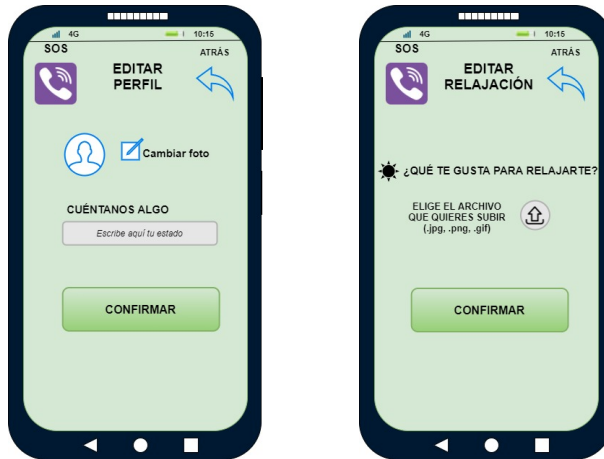 4G 10:15
SOS
ATRÁS
EDITAR
PERFIL
Cambiar foto
CUÉNTANOS ALGO
Escribe aquí tu estado
CONFIRMAR
4G 10:15
SOS
ATRÁS
EDITAR
RELAJACIÓN
¿QUÉ TE GUSTA PARA RELAJARTE?
ELIGE EL ARCHIVO
QUE QUIERES SUBIR
(.jpg, .png, .gif)
CONFIRMAR